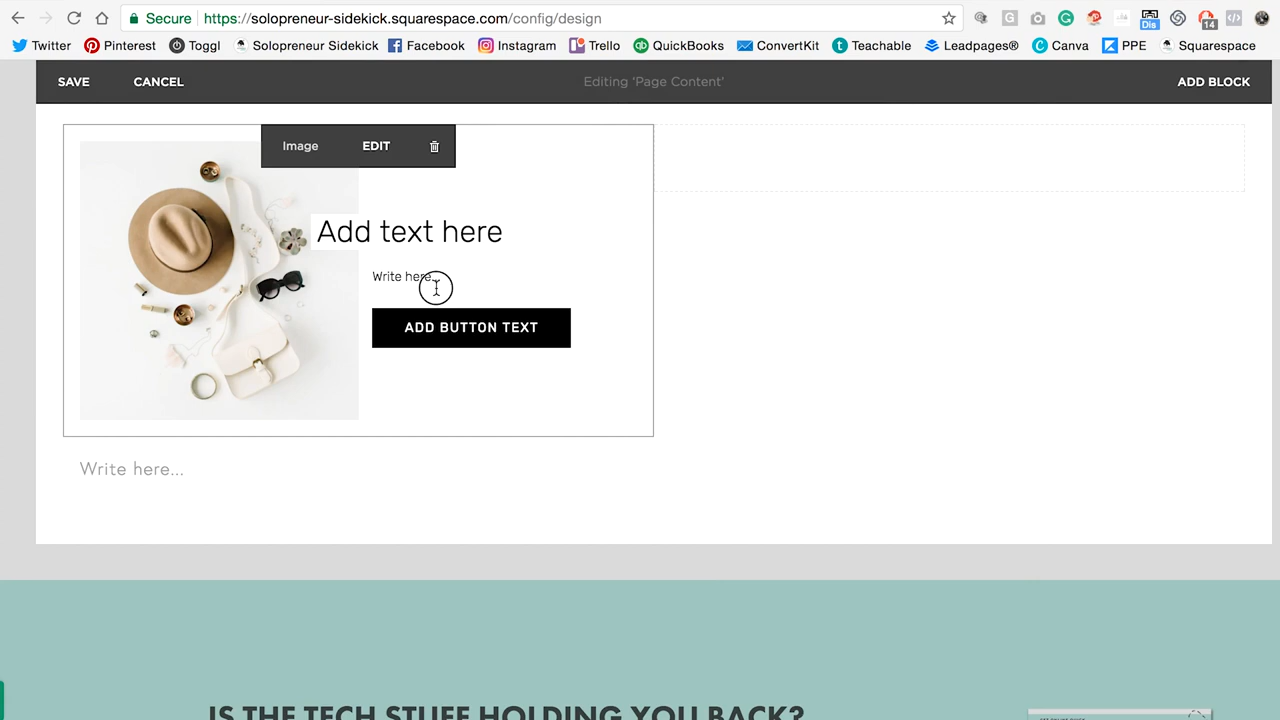 Secure https://solopreneur-sidekick.squarespace.com/config/design
Dis
14
Twitter Pinterest Toggl Solopreneur Sidekick Facebook Instagram Trello QuickBooks ConvertKit Teachable Leadpages® Canva PPE Squarespace
SAVE CANCEL Editing ‘Page Content’ ADD BLOCK
Image EDIT
Add text here
Write here...
ADD BUTTON TEXT
Write here...
IS THE TECH STUFF HOLDING YOU BACK?